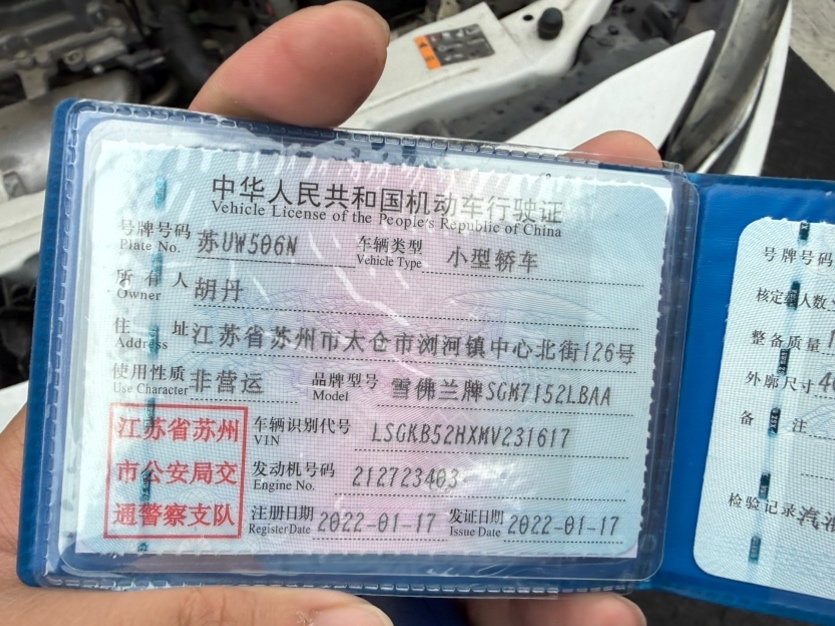 中华人民共和国机动车行驶证
Vehicle License of the People's Republic of China
号牌号码 苏UW506N 车辆类型 小型轿车
Plate No. Vehicle Type
所有人 胡丹
Owner
住址 江苏省苏州市太仓市浏河镇中心北街126号
Address
使用性质 非营运 品牌型号 雪佛兰牌SGM7152LBAA
Use Character Model
江苏省苏州
市公安局交
通警察支队
车辆识别代号 LSGKB52HXMV231617
VIN
发动机号码 212723403
Engine No.
注册日期 2022-01-17 发证日期 2022-01-17
Register Date Issue Date
号牌号码
核定载人数
整备质量
外廓尺寸
备注
检验记录